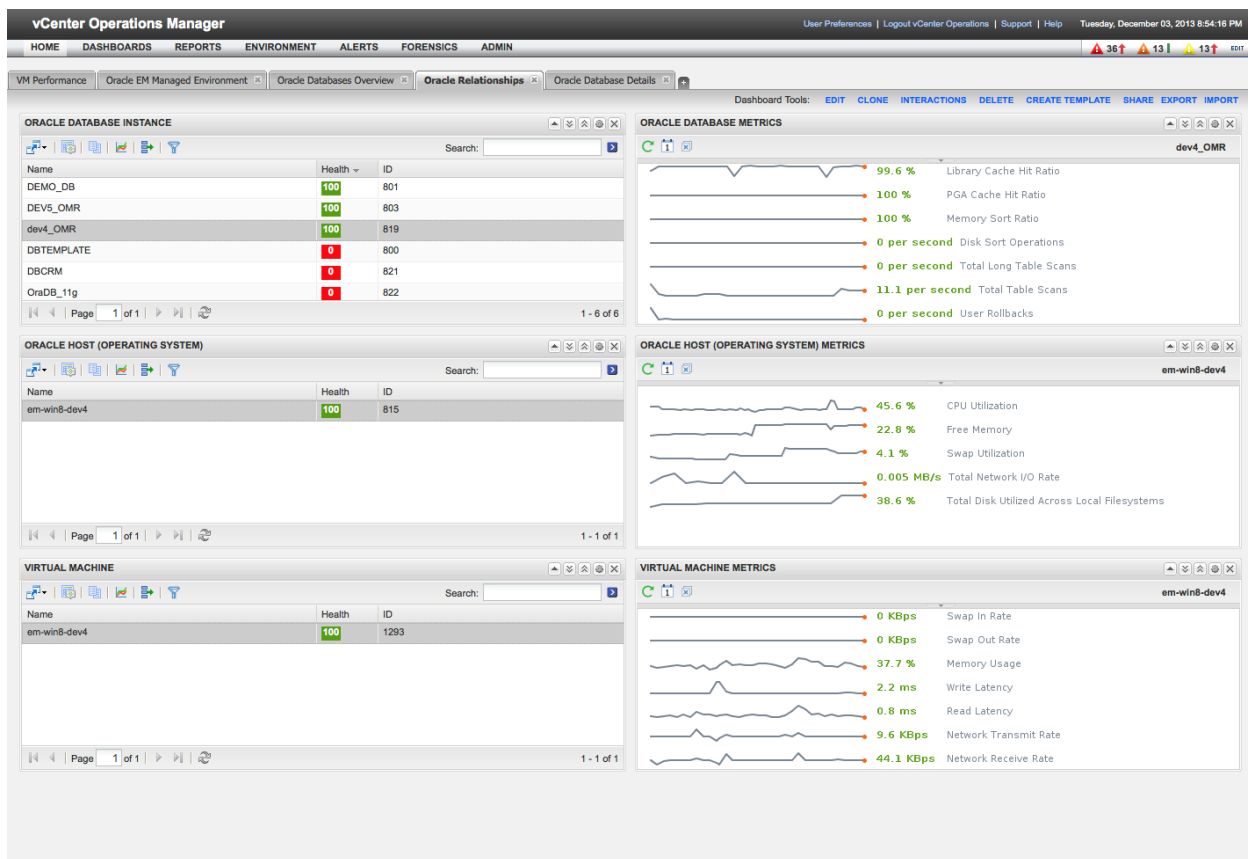 vCenter Operations Manager
User Preferences | Logout vCenter Operations | Support | Help Tuesday, December 03, 2013 8:54:16 PM
HOME DASHBOARDS REPORTS ENVIRONMENT ALERTS FORENSICS ADMIN 36 13 13 EDIT
VM Performance Oracle EM Managed Environment Oracle Databases Overview Oracle Relationships Oracle Database Details
Dashboard Tools: EDIT CLONE INTERACTIONS DELETE CREATE TEMPLATE SHARE EXPORT IMPORT
ORACLE DATABASE INSTANCE
Search:
Name Health ID
DEMO_DB 100 801
DEV5_OMR 100 803
dev4_OMR 100 819
DBTEMPLATE 0 800
DBCRM 0 821
OraDB_11g 0 822
Page 1 of 1 1 - 6 of 6
ORACLE DATABASE METRICS
1 dev4_OMR
99.6 % Library Cache Hit Ratio
100 % PGA Cache Hit Ratio
100 % Memory Sort Ratio
0 per second Disk Sort Operations
0 per second Total Long Table Scans
11.1 per second Total Table Scans
0 per second User Rollbacks
ORACLE HOST (OPERATING SYSTEM)
Search:
Name Health ID
em-win8-dev4 100 815
Page 1 of 1 1 - 1 of 1
ORACLE HOST (OPERATING SYSTEM) METRICS
1 em-win8-dev4
45.6 % CPU Utilization
22.8 % Free Memory
4.1 % Swap Utilization
0.005 MB/s Total Network I/O Rate
38.6 % Total Disk Utilized Across Local Filesystems
VIRTUAL MACHINE
Search:
Name Health ID
em-win8-dev4 100 1293
Page 1 of 1 1 - 1 of 1
VIRTUAL MACHINE METRICS
1 em-win8-dev4
0 KBps Swap In Rate
0 KBps Swap Out Rate
37.7 % Memory Usage
2.2 ms Write Latency
0.8 ms Read Latency
9.6 KBps Network Transmit Rate
44.1 KBps Network Receive Rate